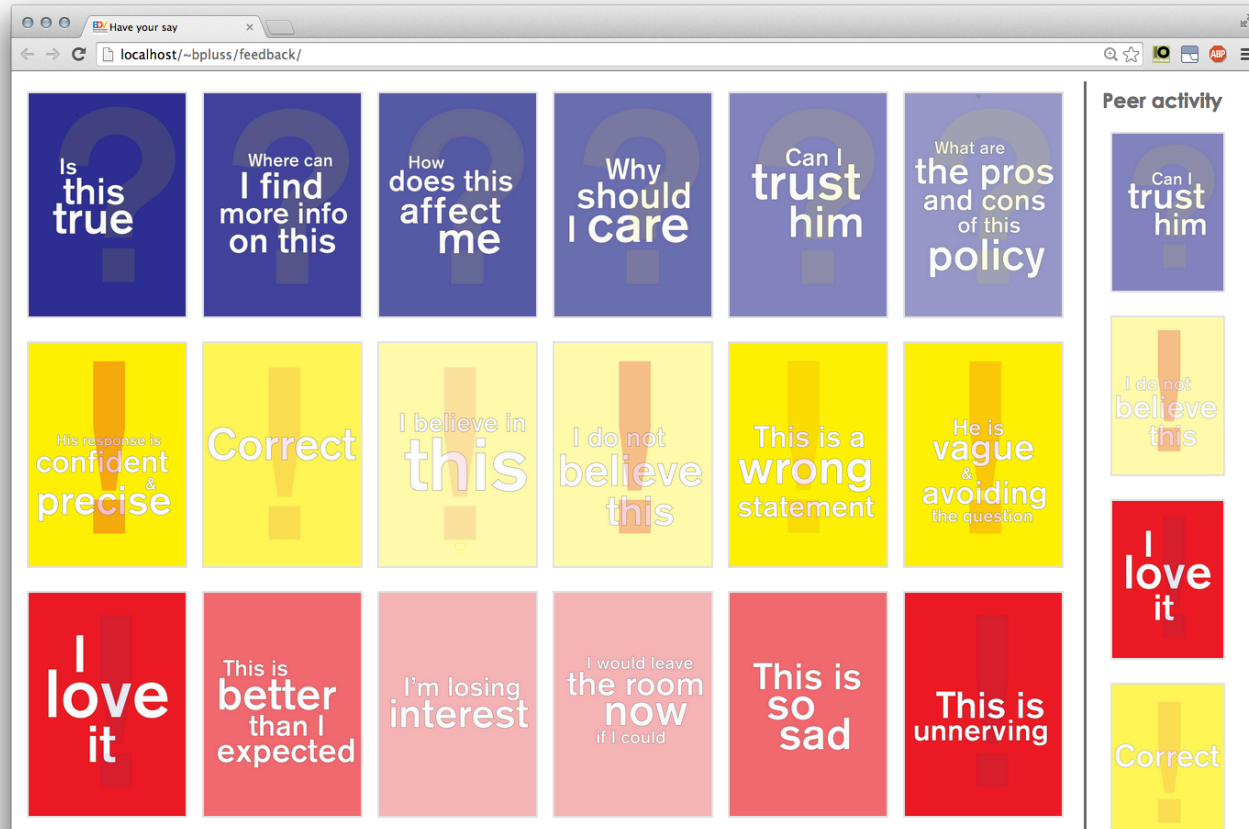 Have your say
localhost/~bpluss/feedback/
ABP
Peer activity
Is
this
true
Where can
I find
more info
on this
How
does this
affect
me
Why
should
I care
Can I
trust
him
What are
the pros
and cons
of this
policy
His response is
confident
&
precise
Correct
I believe in
this
I do not
believe
this
This is a
wrong
statement
He is
vague
&
avoiding
the question
I
love
it
This is
better
than I
expected
I'm losing
interest
I would leave
the room
now
if I could
This is
so
sad
This is
unnerving
Can I
trust
him
I do not
believe
this
I
love
it
Correct